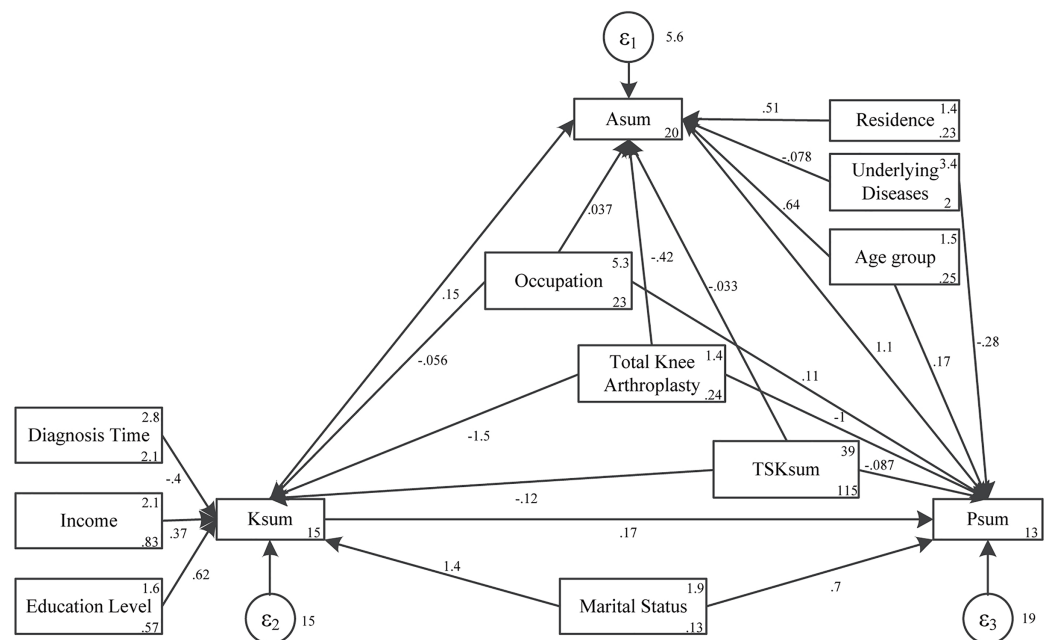 ε1
5.6
Asum
20
.51
Residence
1.4
.23
-.078
Underlying
Diseases
3.4
2
.64
Age group
1.5
.25
.037
-.42
-.033
Occupation
5.3
23
.15
-.056
1.1
.17
-.28
Total Knee
Arthroplasty
1.4
.24
.11
-1
-1.5
Diagnosis Time
2.8
2.1
-.4
TSKsum
39
115
-.087
-.12
Income
2.1
.83
.37
Ksum
15
.17
Psum
13
.62
1.4
.7
Education Level
1.6
.57
ε2
15
Marital Status
1.9
.13
ε3
19